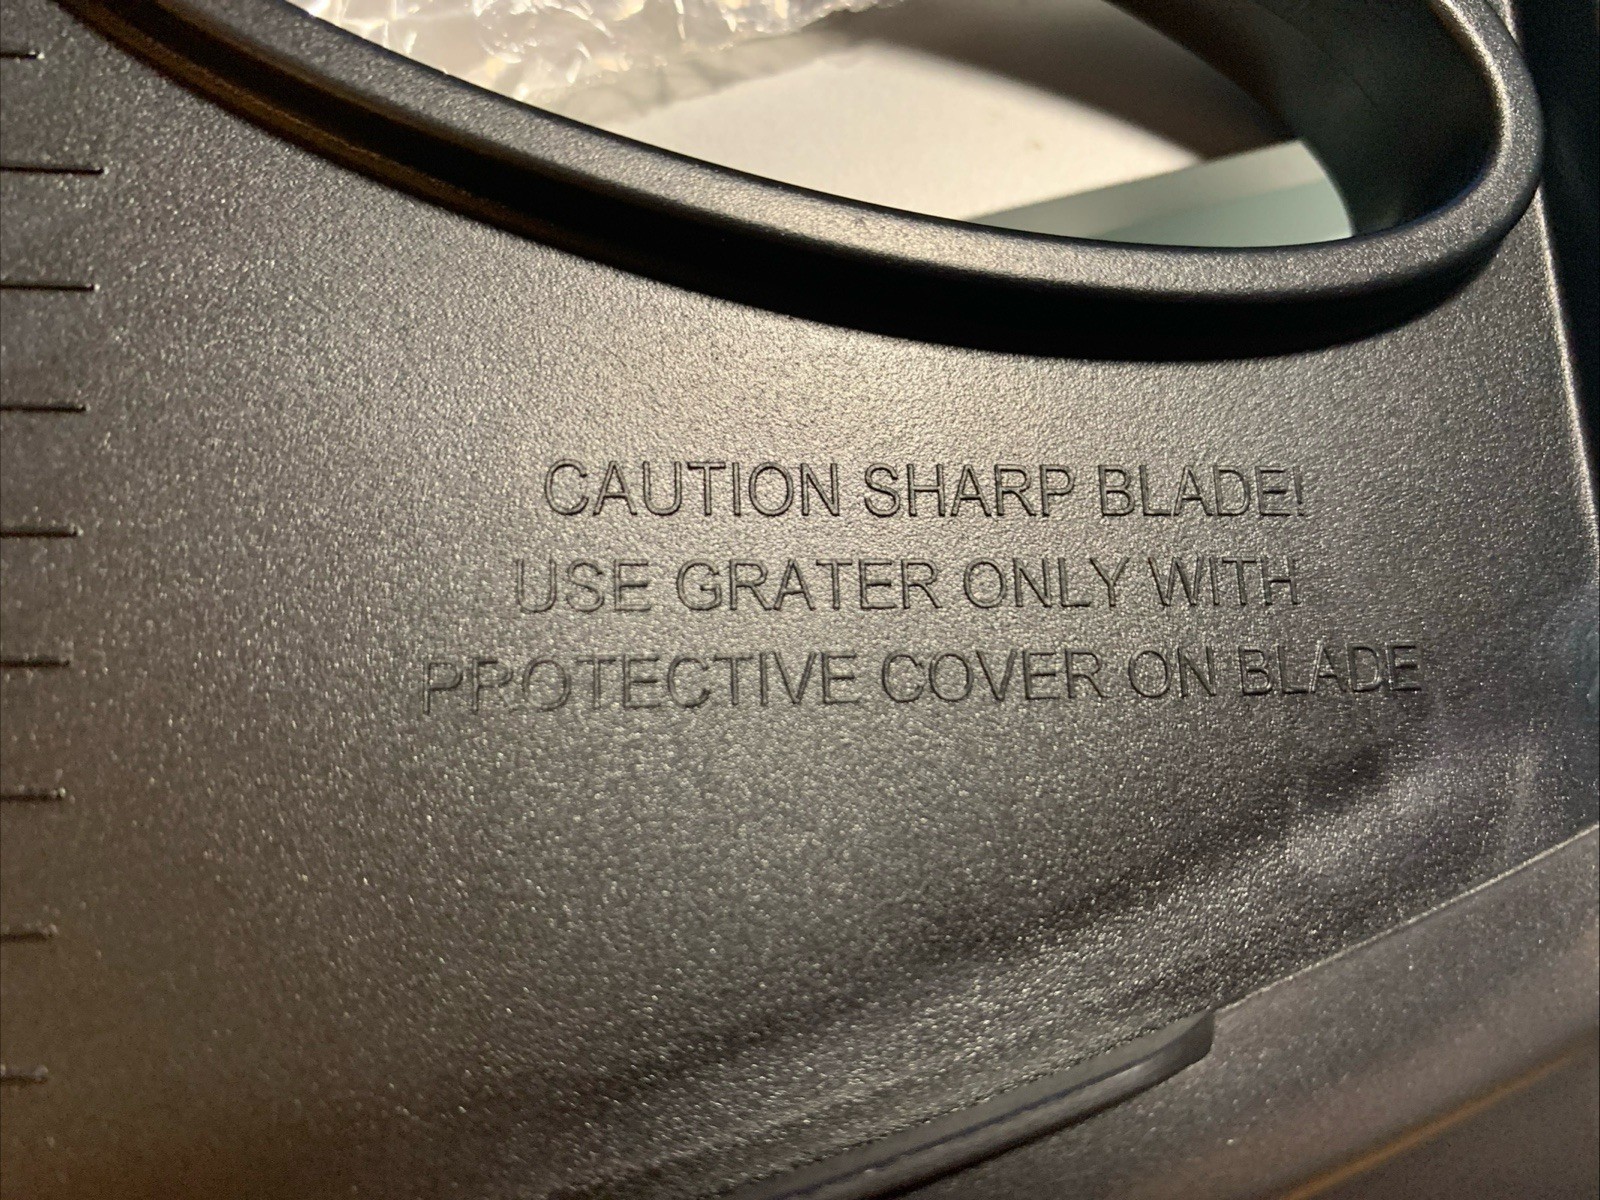 CAUTION SHARP BLADE!
USE GRATER ONLY WITH
PROTECTIVE COVER ON BLADE